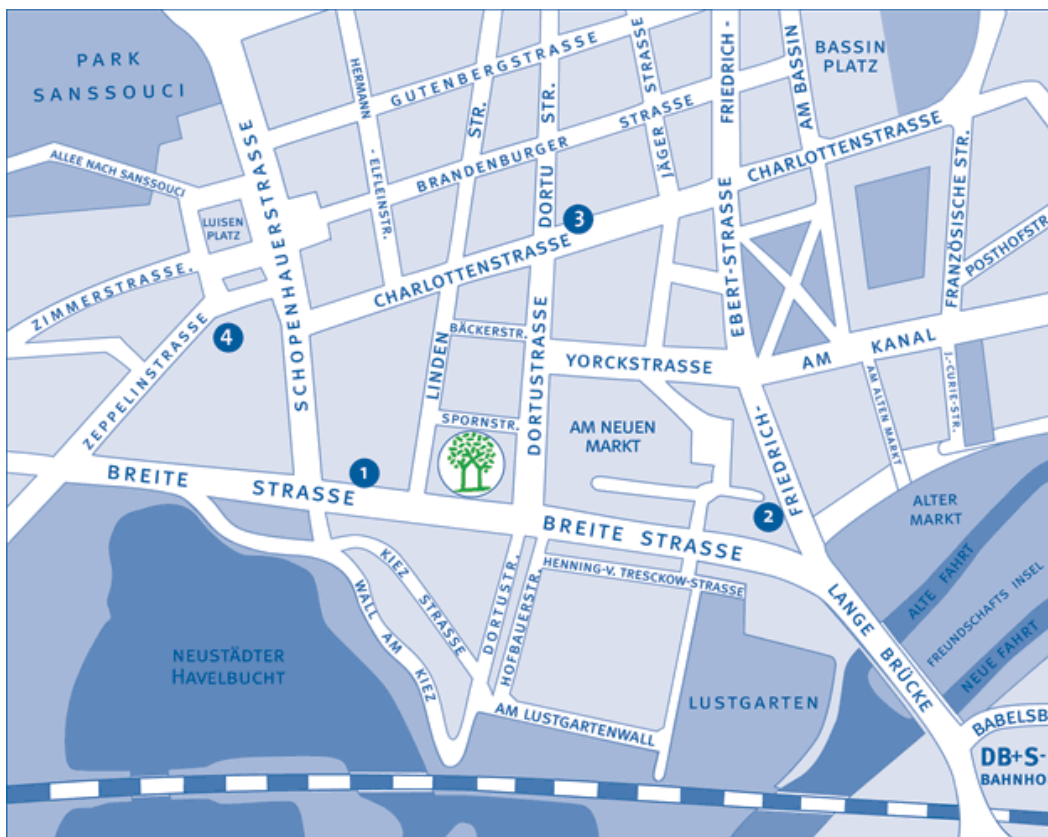 PARK
SANSSOUCI
ALLEE NACH SANSSOUCI
LUISEN
PLATZ
ZIMMERSTRASSE.
ZEPPELINSTRASSE
4
SCHOPENHAUERSTRASSE
HERMANN
- ELFLEINSTR.
GUTENBERGSTRASSE
BRANDENBURGER STRASSE
CHARLOTTENSTRASSE
3
LINDEN STR.
DORTU STR.
DORTUSTRASSE
JÄGER STRASSE
FRIEDRICH-
EBERT-STRASSE
AM BASSIN
BASSIN
PLATZ
CHARLOTTENSTRASSE
FRANZÖSISCHE STR.
POSTHOFSTR
BÄCKERSTR.
YORCKSTRASSE
AM KANAL
J.-CURIE-STR.
AM ALTEN MARKT
SPORNSTR.
AM NEUEN
MARKT
FRIEDRICH-
BREITE STRASSE
1
2
BREITE STRASSE
ALTER
MARKT
HENNING-V. TRESCKOW-STRASSE
KIEZ STRASSE
WALL AM KIEZ
DORTUSTR.
HOFBAUERSTR.
LANGE BRÜCKE
ALTE FAHRT
FREUNDSCHAFTS INSEL
NEUE FAHRT
NEUSTÄDTER
HAVELBUCHT
LUSTGARTEN
AM LUSTGARTENWALL
BABELSB
DB+S-
BAHNHO